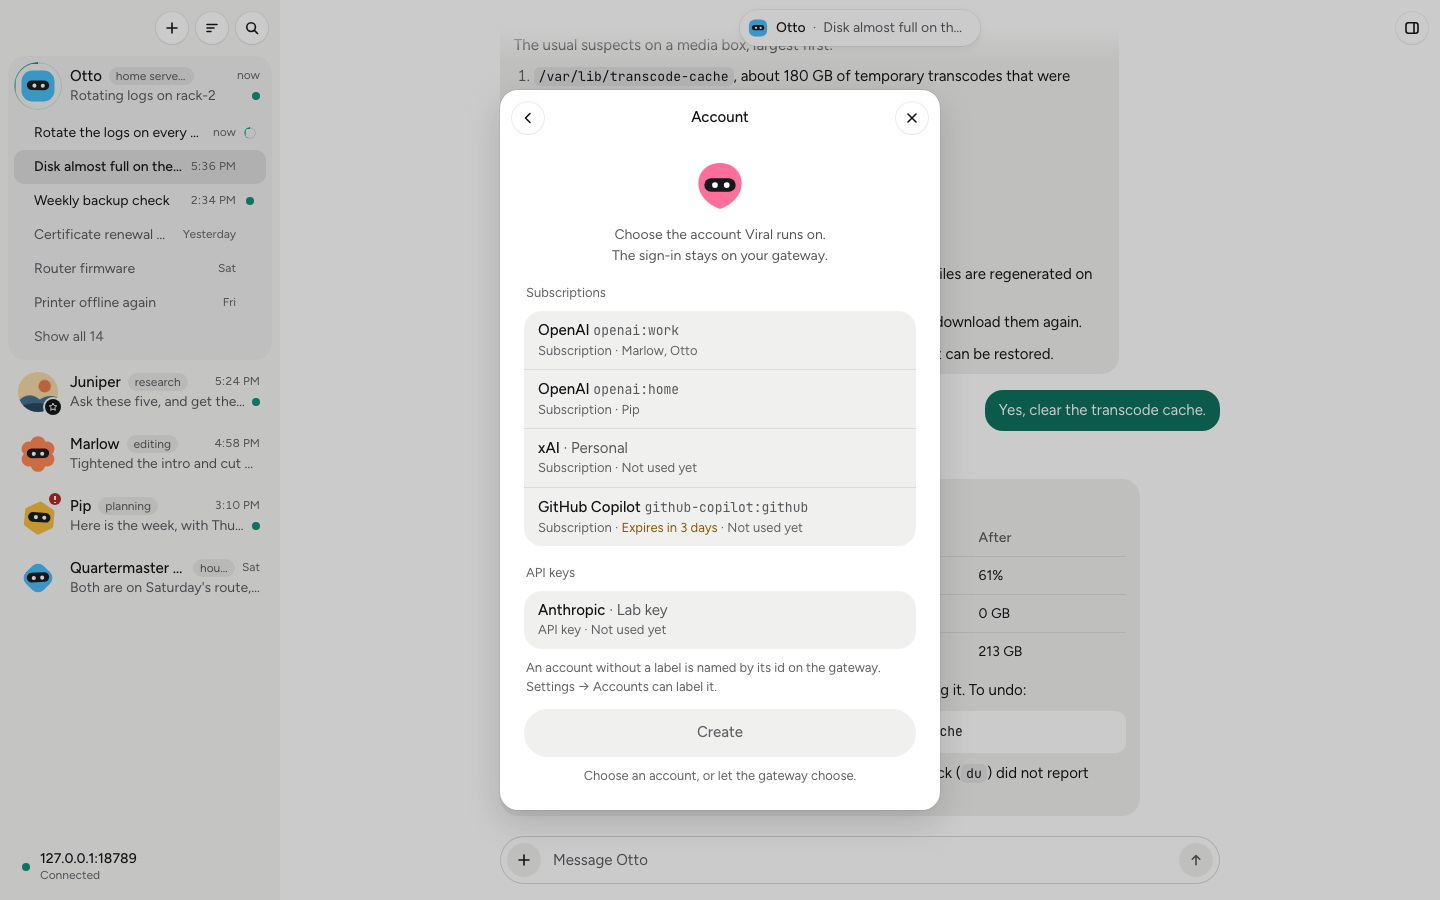 Otto home serve... now
Rotating logs on rack-2
Rotate the logs on every ... now
Disk almost full on the... 5:36 PM
Weekly backup check 2:34 PM
Certificate renewal ... Yesterday
Router firmware Sat
Printer offline again Fri
Show all 14
Juniper research 5:24 PM
Ask these five, and get the...
Marlow editing 4:58 PM
Tightened the intro and cut ...
Pip planning 3:10 PM
Here is the week, with Thu...
Quartermaster ... hou... Sat
Both are on Saturday's route,...
127.0.0.1:18789
Connected
Otto · Disk almost full on th...
The usual suspects on a media box, largest first:
1. /var/lib/transcode-cache, about 180 GB of temporary transcodes that were
Account
Choose the account Viral runs on.
The sign-in stays on your gateway.
Subscriptions
OpenAI openai:work
Subscription · Marlow, Otto
OpenAI openai:home
Subscription · Pip
xAI · Personal
Subscription · Not used yet
GitHub Copilot github-copilot:github
Subscription · Expires in 3 days · Not used yet
API keys
Anthropic · Lab key
API key · Not used yet
An account without a label is named by its id on the gateway.
Settings → Accounts can label it.
Create
Choose an account, or let the gateway choose.
are regenerated on
download them again.
can be restored.
Yes, clear the transcode cache.
After
61%
0 GB
213 GB
it. To undo:
(du) did not report
Message Otto